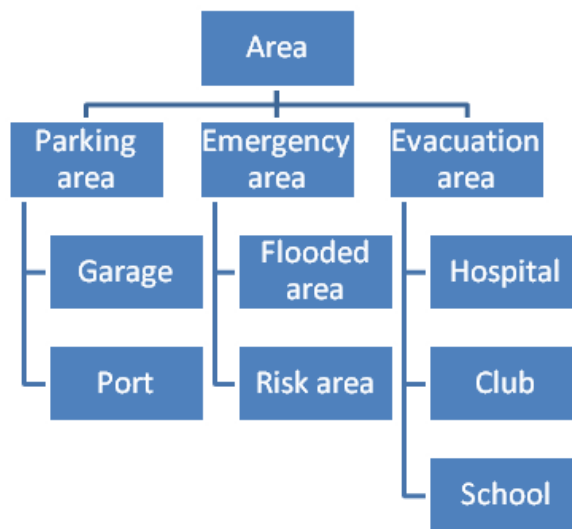 Area
Parking
area
Emergency
area
Evacuation
area
Garage
Flooded
area
Hospital
Port
Risk area
Club
School